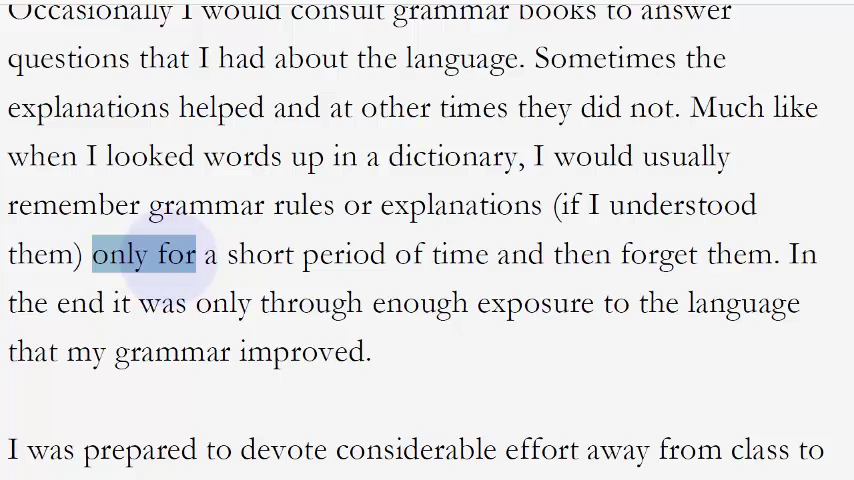 Occasionally I would consult grammar books to answer
questions that I had about the language. Sometimes the
explanations helped and at other times they did not. Much like
when I looked words up in a dictionary, I would usually
remember grammar rules or explanations (if I understood
them) only for a short period of time and then forget them. In
the end it was only through enough exposure to the language
that my grammar improved.
I was prepared to devote considerable effort away from class to